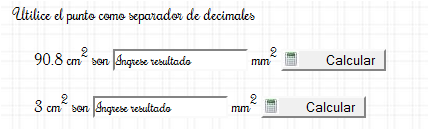 Utilice el punto como separador de decimales
90.8 cm² son Ingrese resultado mm² Calcular
3 cm² son Ingrese resultado mm² Calcular